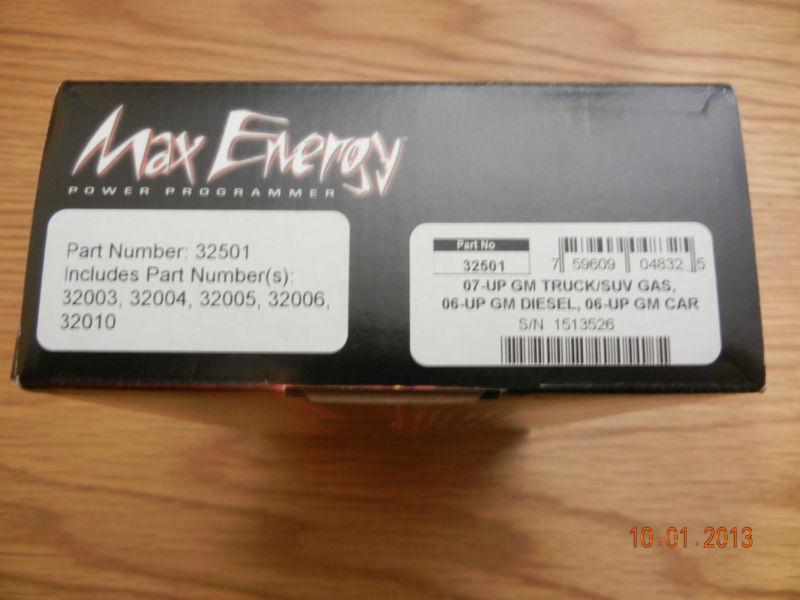 Max Energy
POWER PROGRAMMER
Part Number: 32501
Includes Part Number(s):
32003, 32004, 32005, 32006,
32010
Part No
32501
7 59609 04832 5
07-UP GM TRUCK/SUV GAS,
06-UP GM DIESEL, 06-UP GM CAR
S/N 1513526
10.01.2013